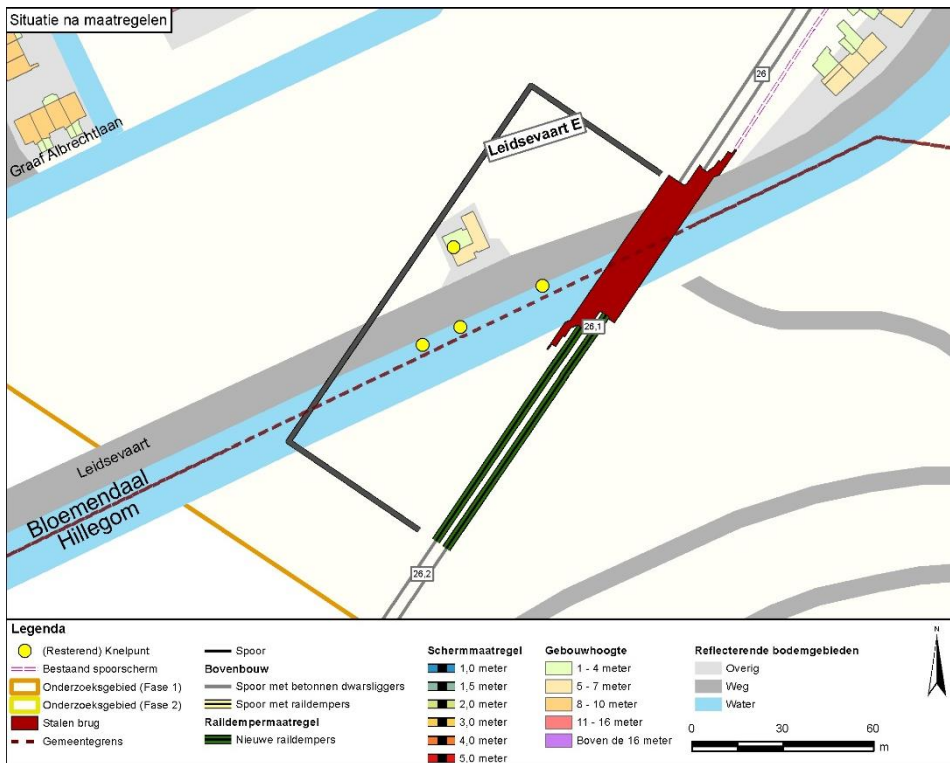 Situatie na maatregelen
26
Graaf Albrechtlaan
Leidsevaart E
26,1
Leidsevaart
Bloemendaal
Hillegom
26,2
Legenda
(Resterend) Knelpunt
Bestaand spoorscherm
Onderzoeksgebied (Fase 1)
Onderzoeksgebied (Fase 2)
Stalen brug
Gemeentegrens
Spoor
Bovenbouw
Spoor met betonnen dwarsliggers
Spoor met raildempers
Raildempermaatregel
Nieuwe raildempers
Schermmaatregel
1,0 meter
1,5 meter
2,0 meter
3,0 meter
4,0 meter
5,0 meter
Gebouwhoogte
1 - 4 meter
5 - 7 meter
8 - 10 meter
11 - 16 meter
Boven de 16 meter
Reflecterende bodemgebieden
Overig
Weg
Water
N
0 30 60
m